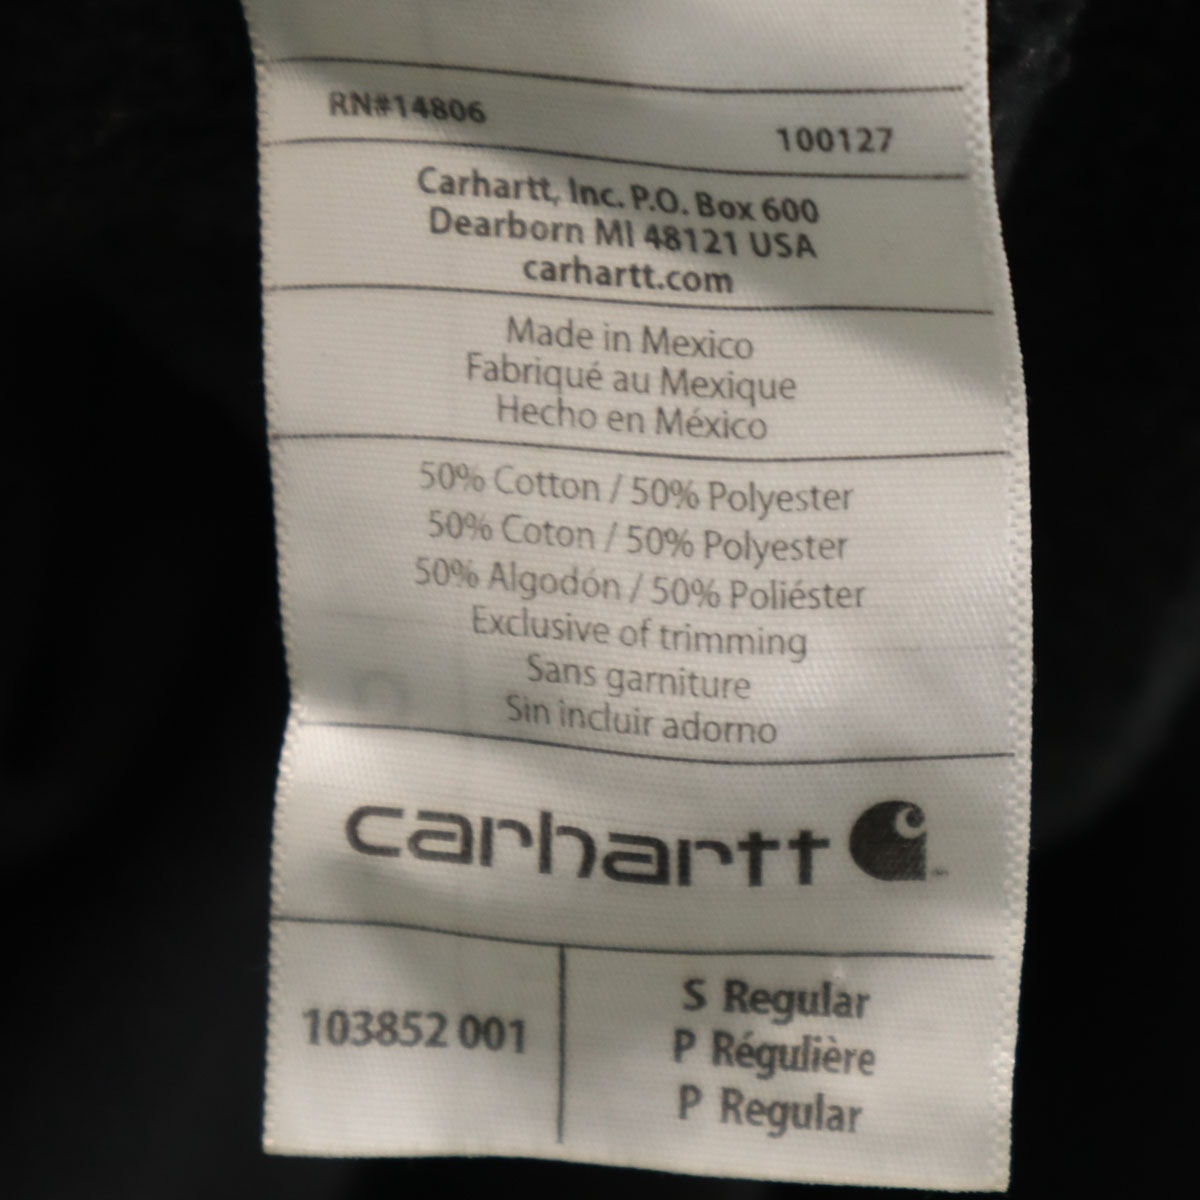 RN#14806
100127
Carhartt, Inc. P.O. Box 600
Dearborn MI 48121 USA
carhartt.com
Made in Mexico
Fabriqué au Mexique
Hecho en México
50% Cotton / 50% Polyester
50% Coton / 50% Polyester
50% Algodón / 50% Poliéster
Exclusive of trimming
Sans garniture
Sin incluir adorno
carhartt
103852 001
S Regular
P Régulière
P Regular